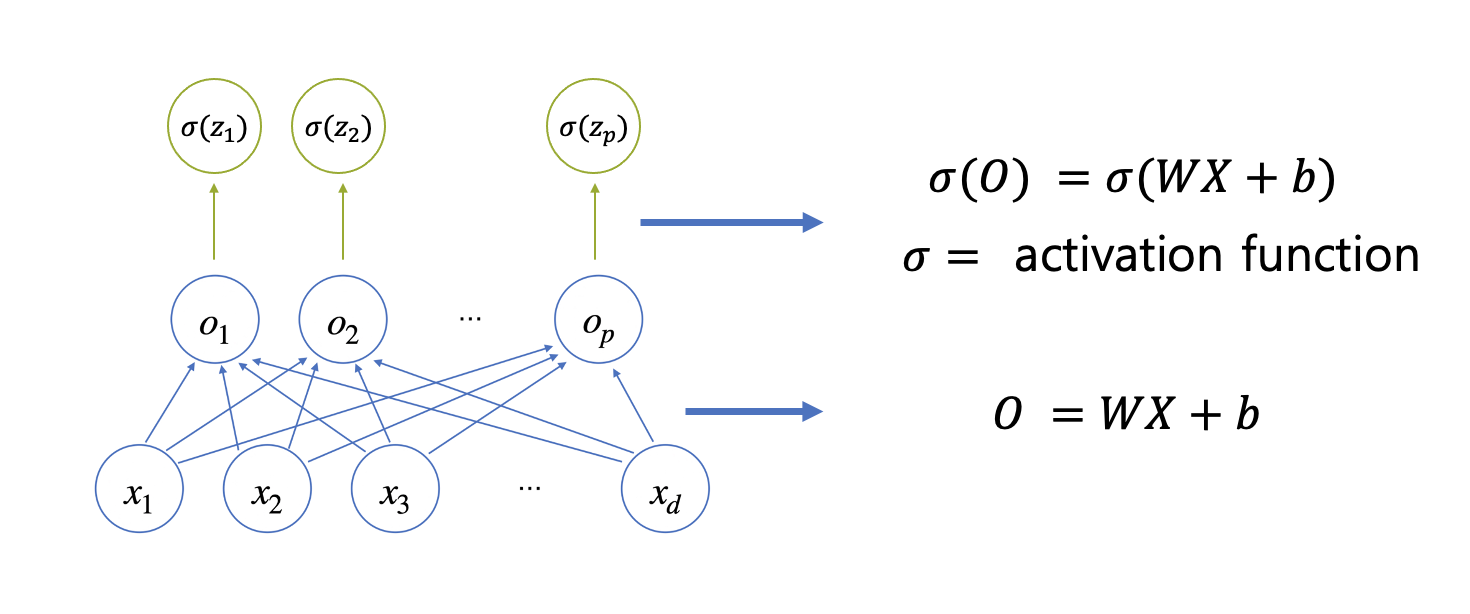 σ(z₁) σ(z₂) σ(zₚ)
σ(O) = σ(WX + b)
σ = activation function
o₁ o₂ ... oₚ
O = WX + b
x₁ x₂ x₃ ... x_d